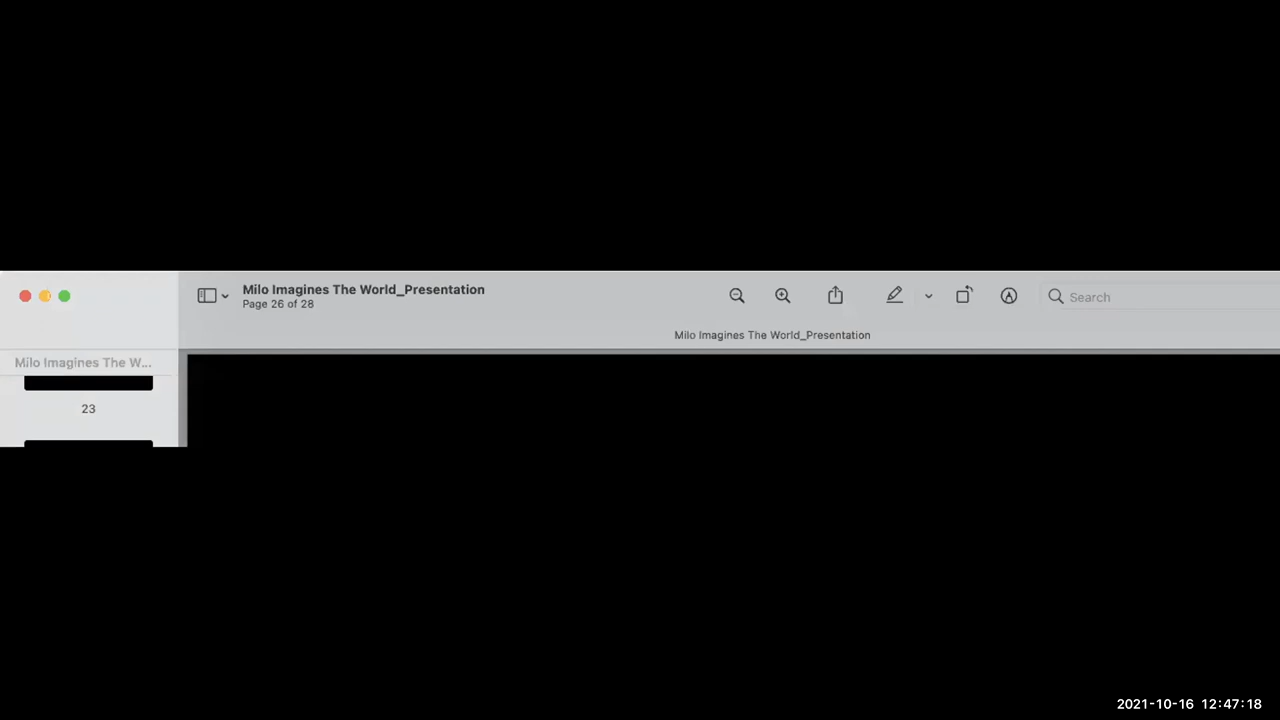 Milo Imagines The World_Presentation
Page 26 of 28
Search
Milo Imagines The World_Presentation
Milo Imagines The W...
23
2021-10-16 12:47:18